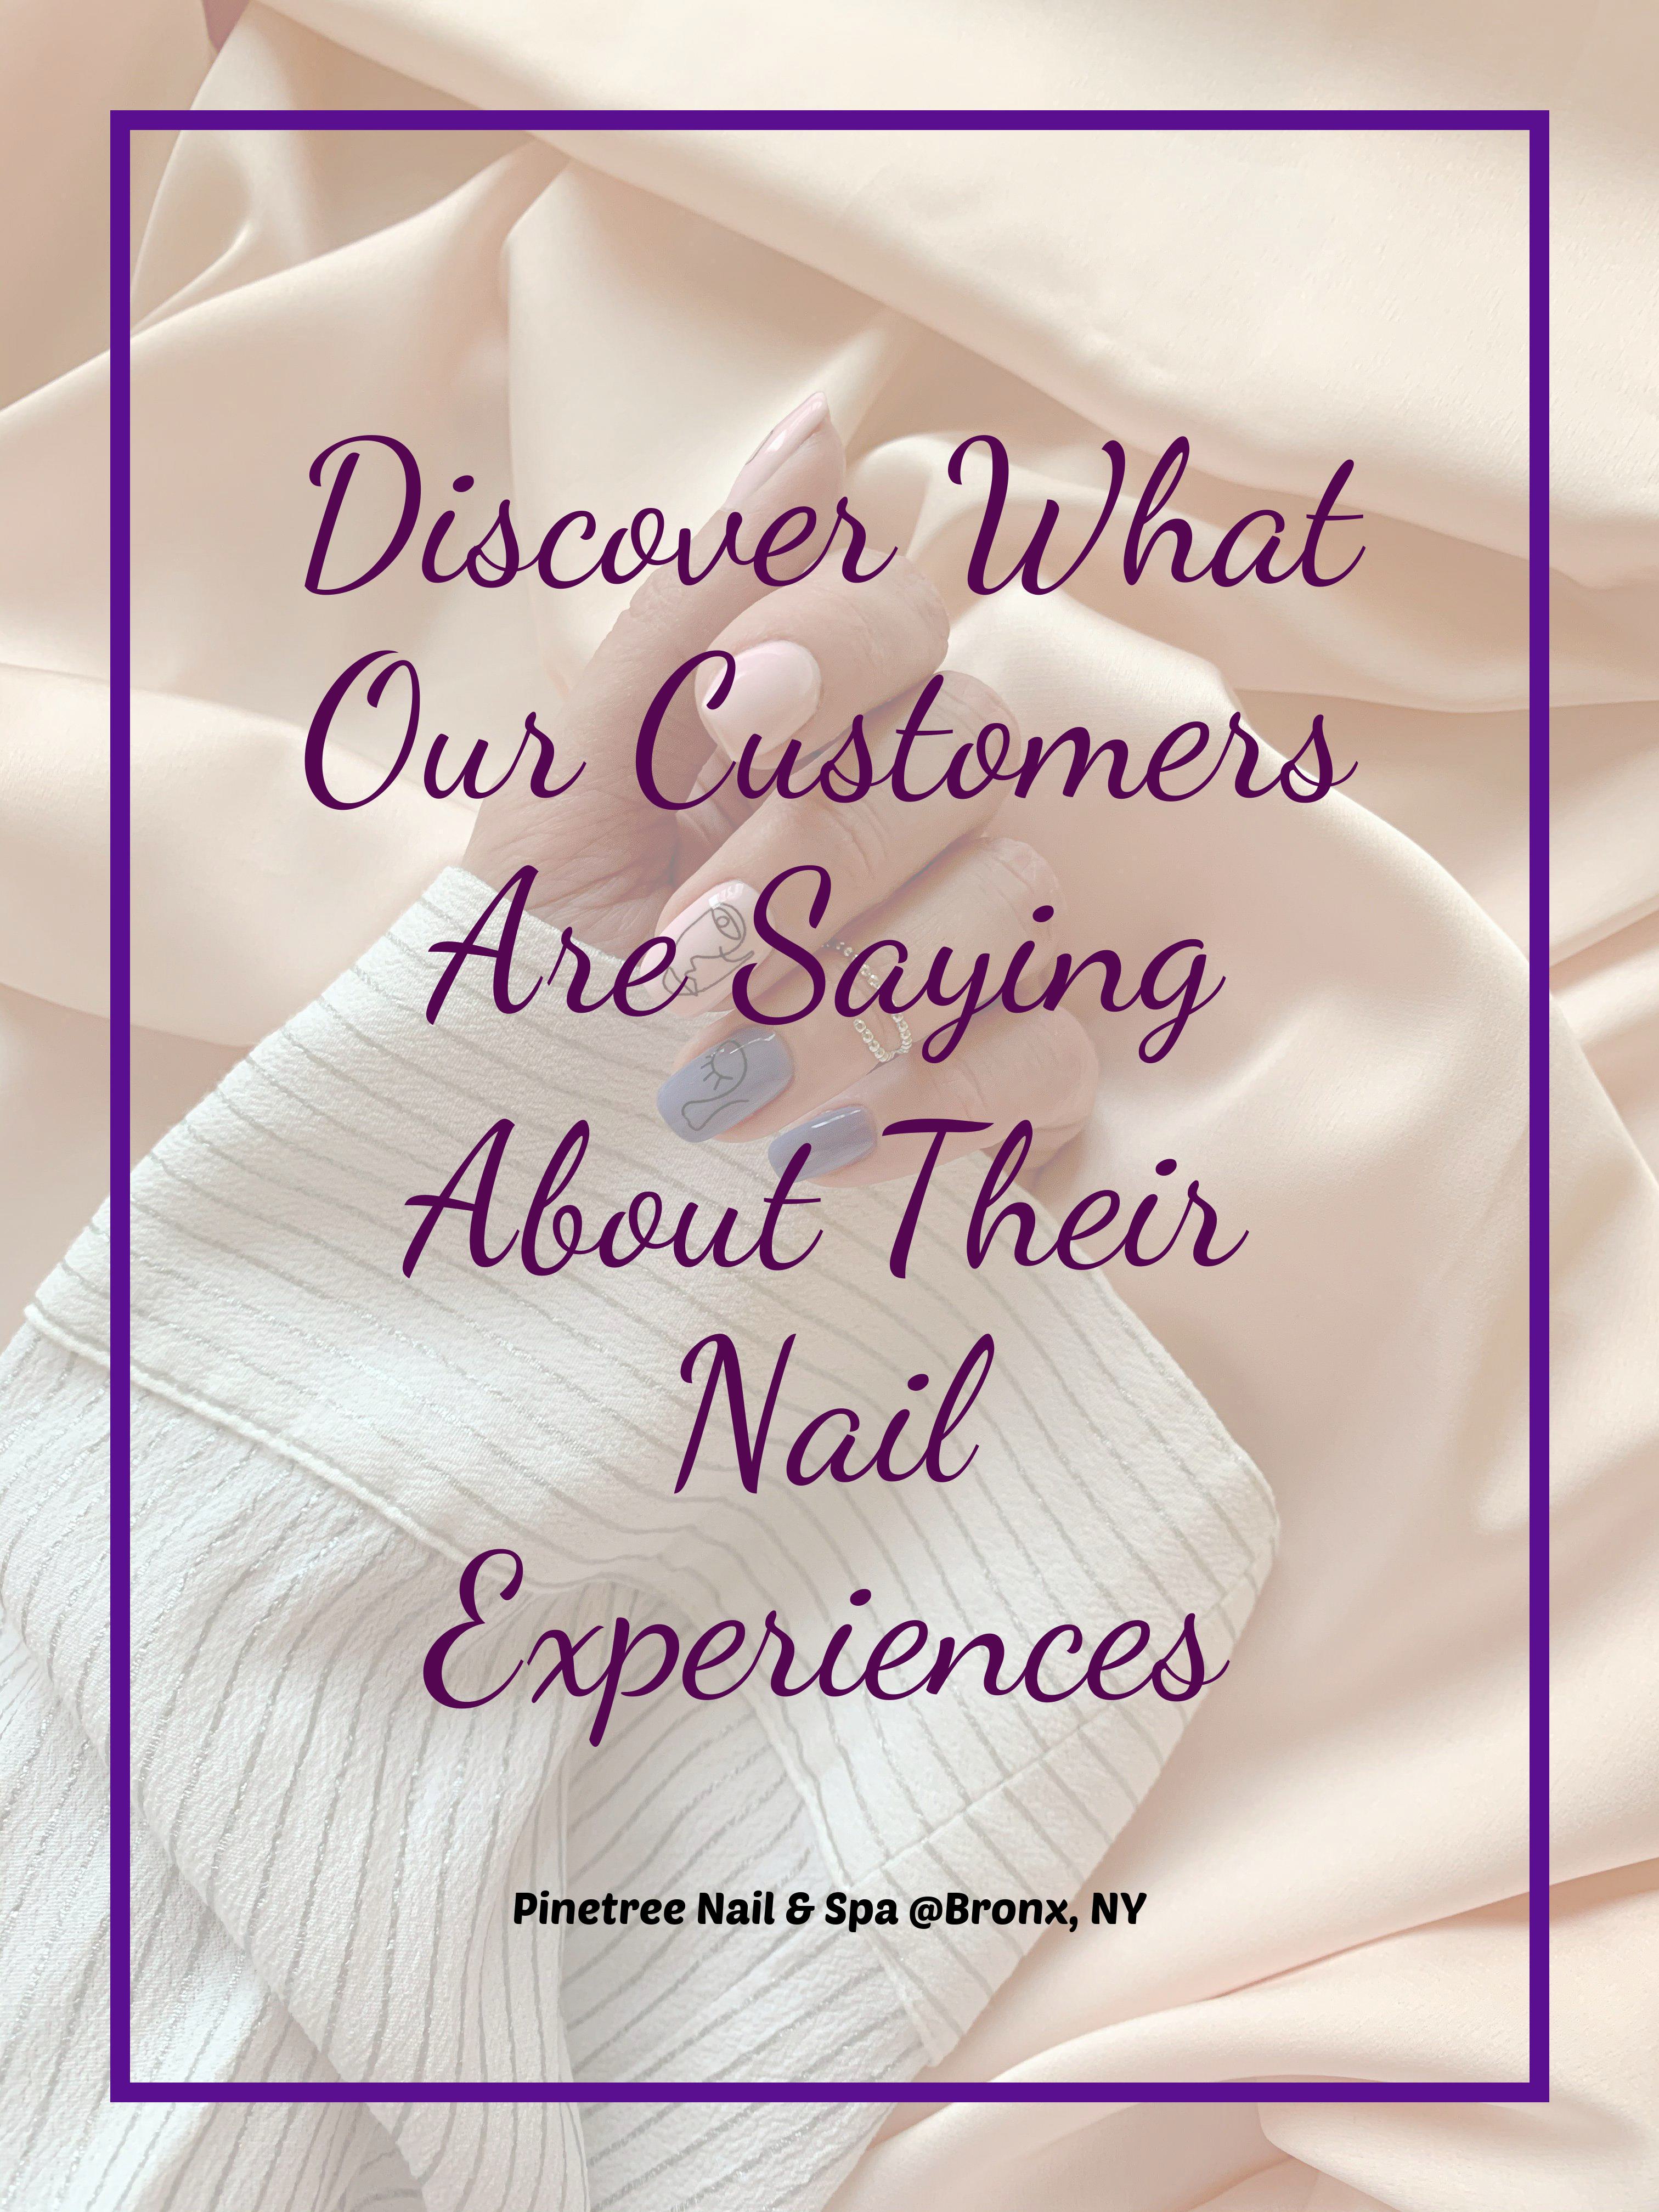 Discover What
Our Customers
Are Saying
About Their
Nail
Experiences
Pinetree Nail & Spa @Bronx, NY